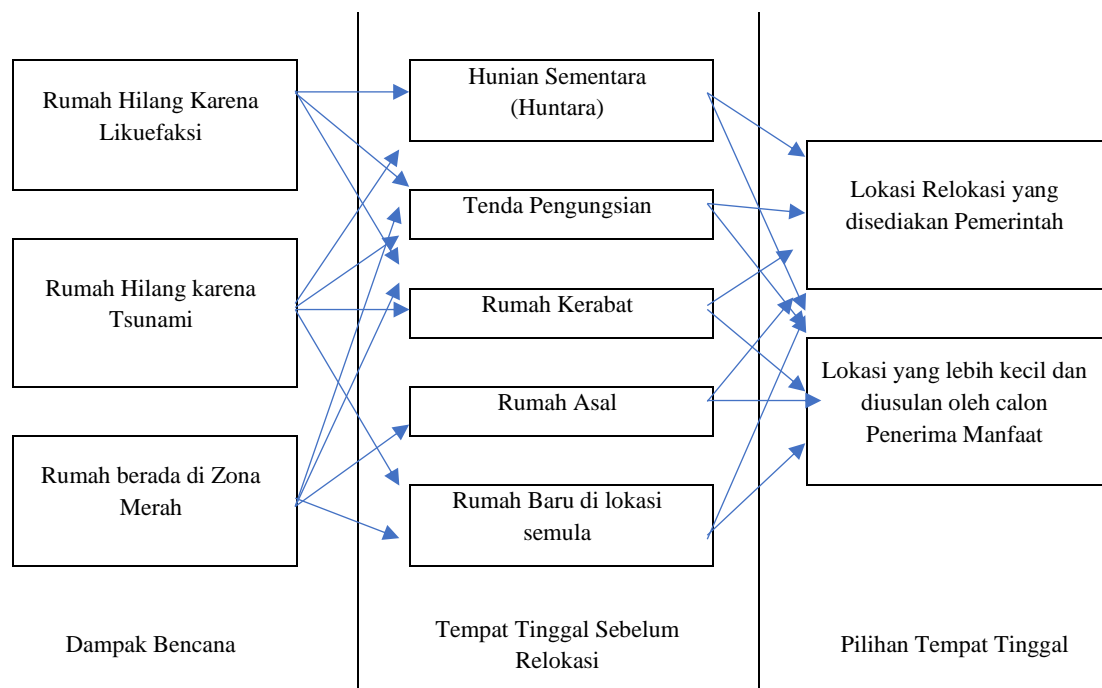 Rumah Hilang Karena
Likuefaksi
Rumah Hilang karena
Tsunami
Rumah berada di Zona
Merah
Dampak Bencana
Hunian Sementara
(Huntara)
Tenda Pengungsian
Rumah Kerabat
Rumah Asal
Rumah Baru di lokasi
semula
Tempat Tinggal Sebelum
Relokasi
Lokasi Relokasi yang
disediakan Pemerintah
Lokasi yang lebih kecil dan
diusulan oleh calon
Penerima Manfaat
Pilihan Tempat Tinggal